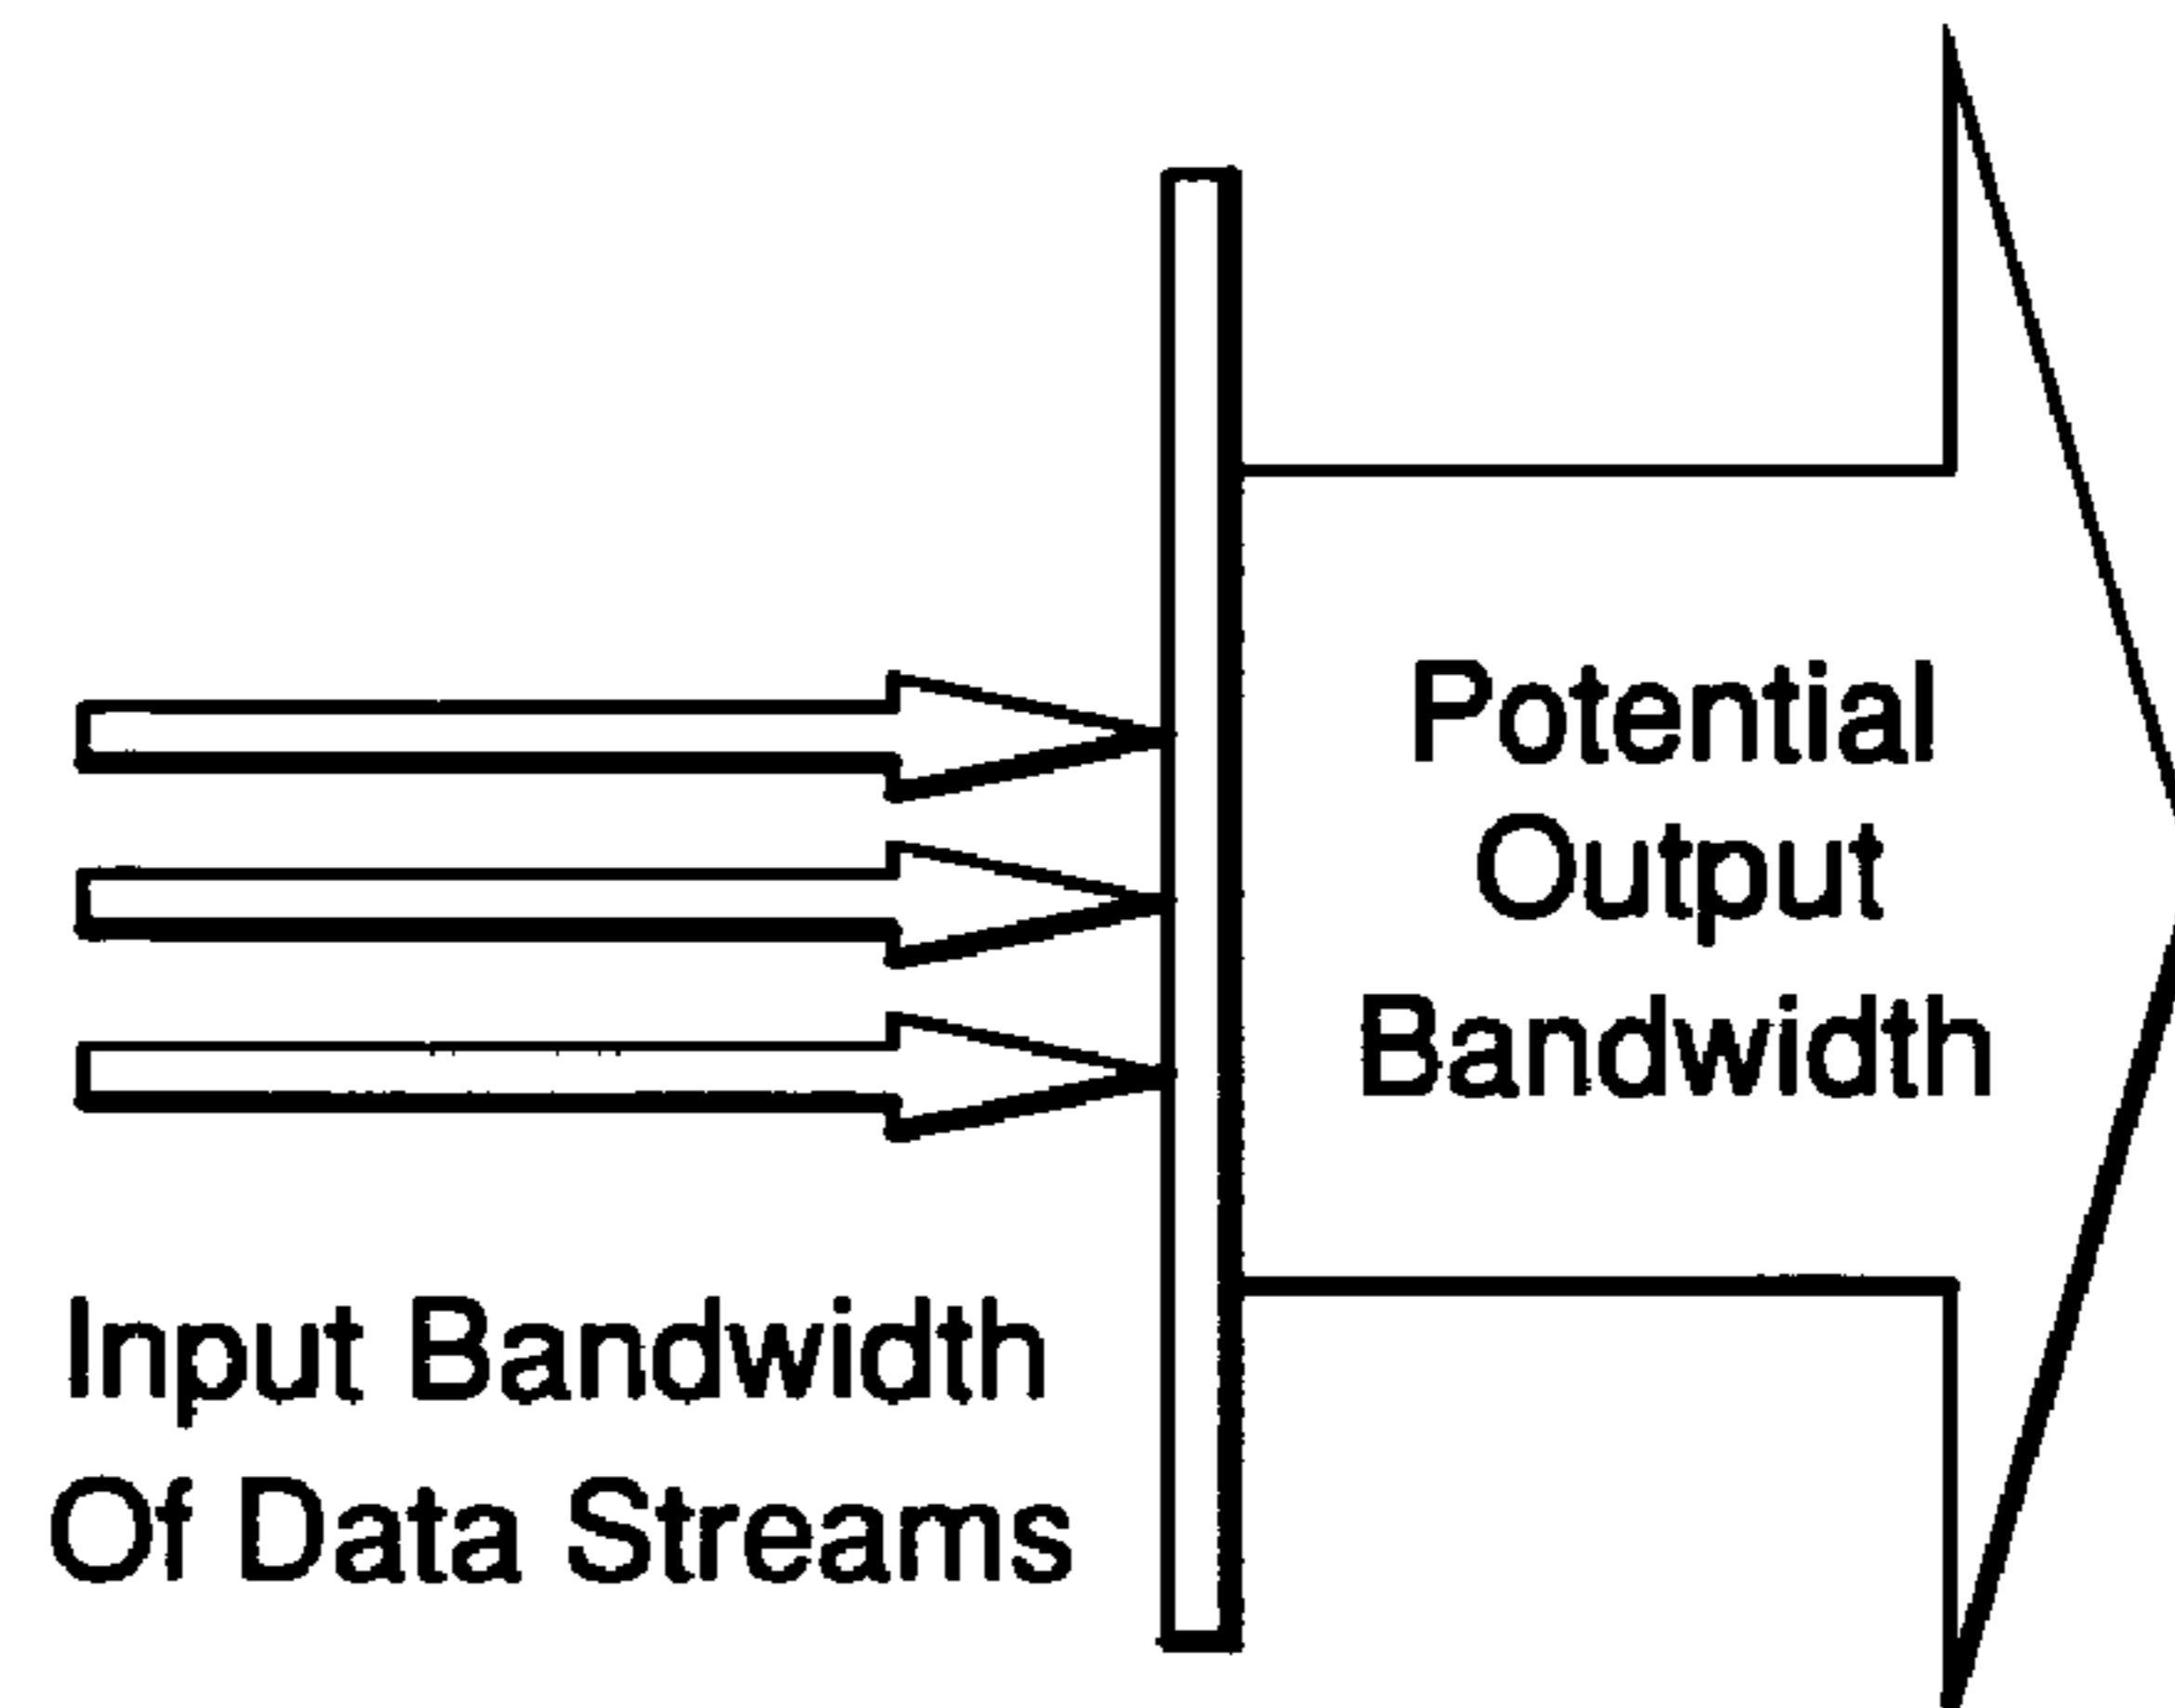 Potential
Output
Bandwidth
Input Bandwidth
Of Data Streams